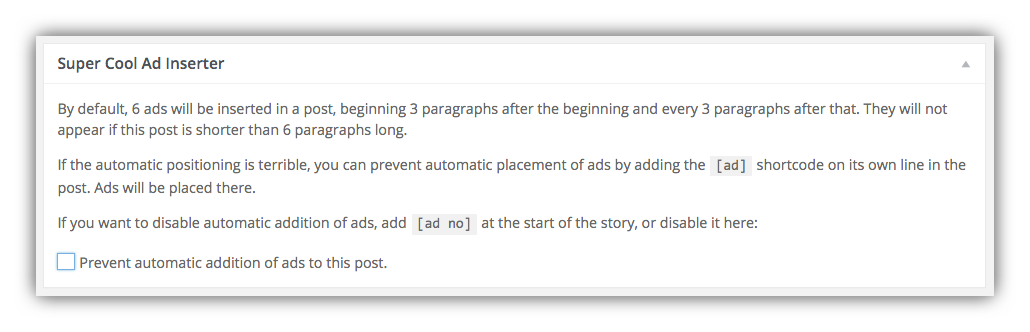 Super Cool Ad Inserter
By default, 6 ads will be inserted in a post, beginning 3 paragraphs after the beginning and every 3 paragraphs after that. They will not
appear if this post is shorter than 6 paragraphs long.
If the automatic positioning is terrible, you can prevent automatic placement of ads by adding the [ad] shortcode on its own line in the
post. Ads will be placed there.
If you want to disable automatic addition of ads, add [ad no] at the start of the story, or disable it here:
Prevent automatic addition of ads to this post.